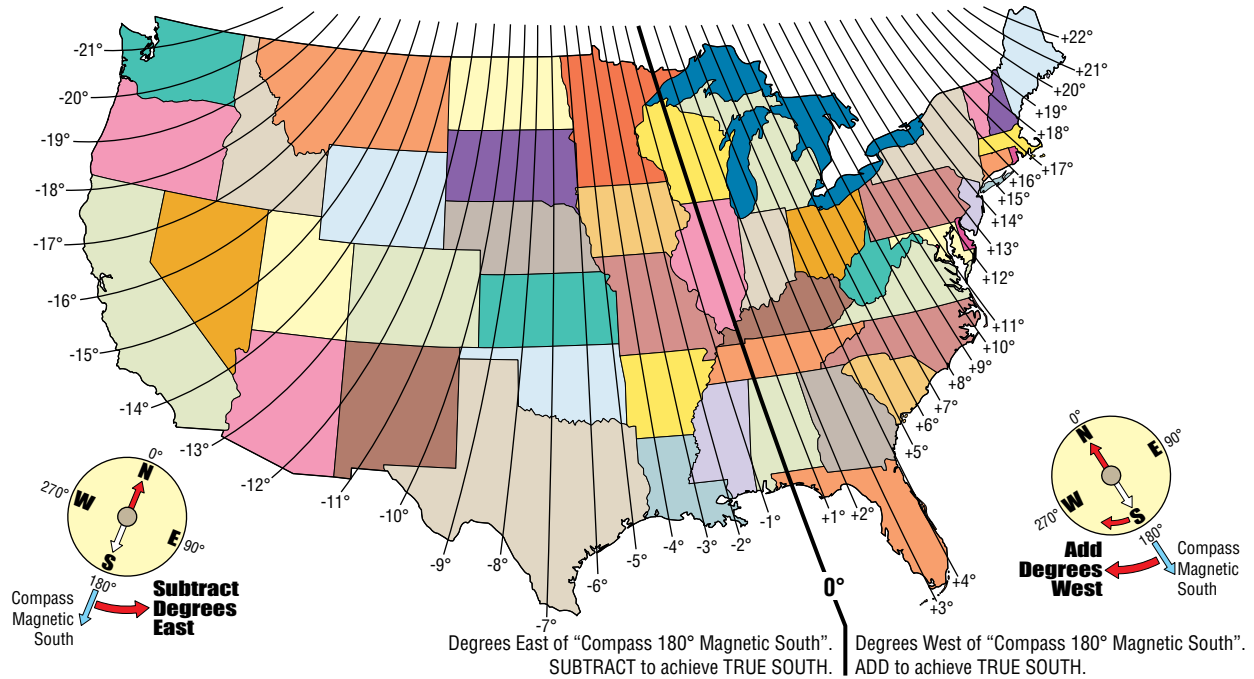 -21°
-20°
-19°
-18°
-17°
-16°
-15°
-14°
-13°
-12°
-11°
-10°
-9°
-8°
-7°
-6°
-5°
-4°
-3°
-2°
-1°
0°
+1°
+2°
+3°
+4°
+5°
+6°
+7°
+8°
+9°
+10°
+11°
+12°
+13°
+14°
+15°
+16°
+17°
+18°
+19°
+20°
+21°
+22°
0°
N
270°
W
E
90°
S
180°
Compass
Magnetic
South
Subtract
Degrees
East
0°
N
90°
E
W
270°
S
180°
Add
Degrees
West
Compass
Magnetic
South
Degrees East of “Compass 180° Magnetic South”.
SUBTRACT to achieve TRUE SOUTH.
Degrees West of “Compass 180° Magnetic South”.
ADD to achieve TRUE SOUTH.